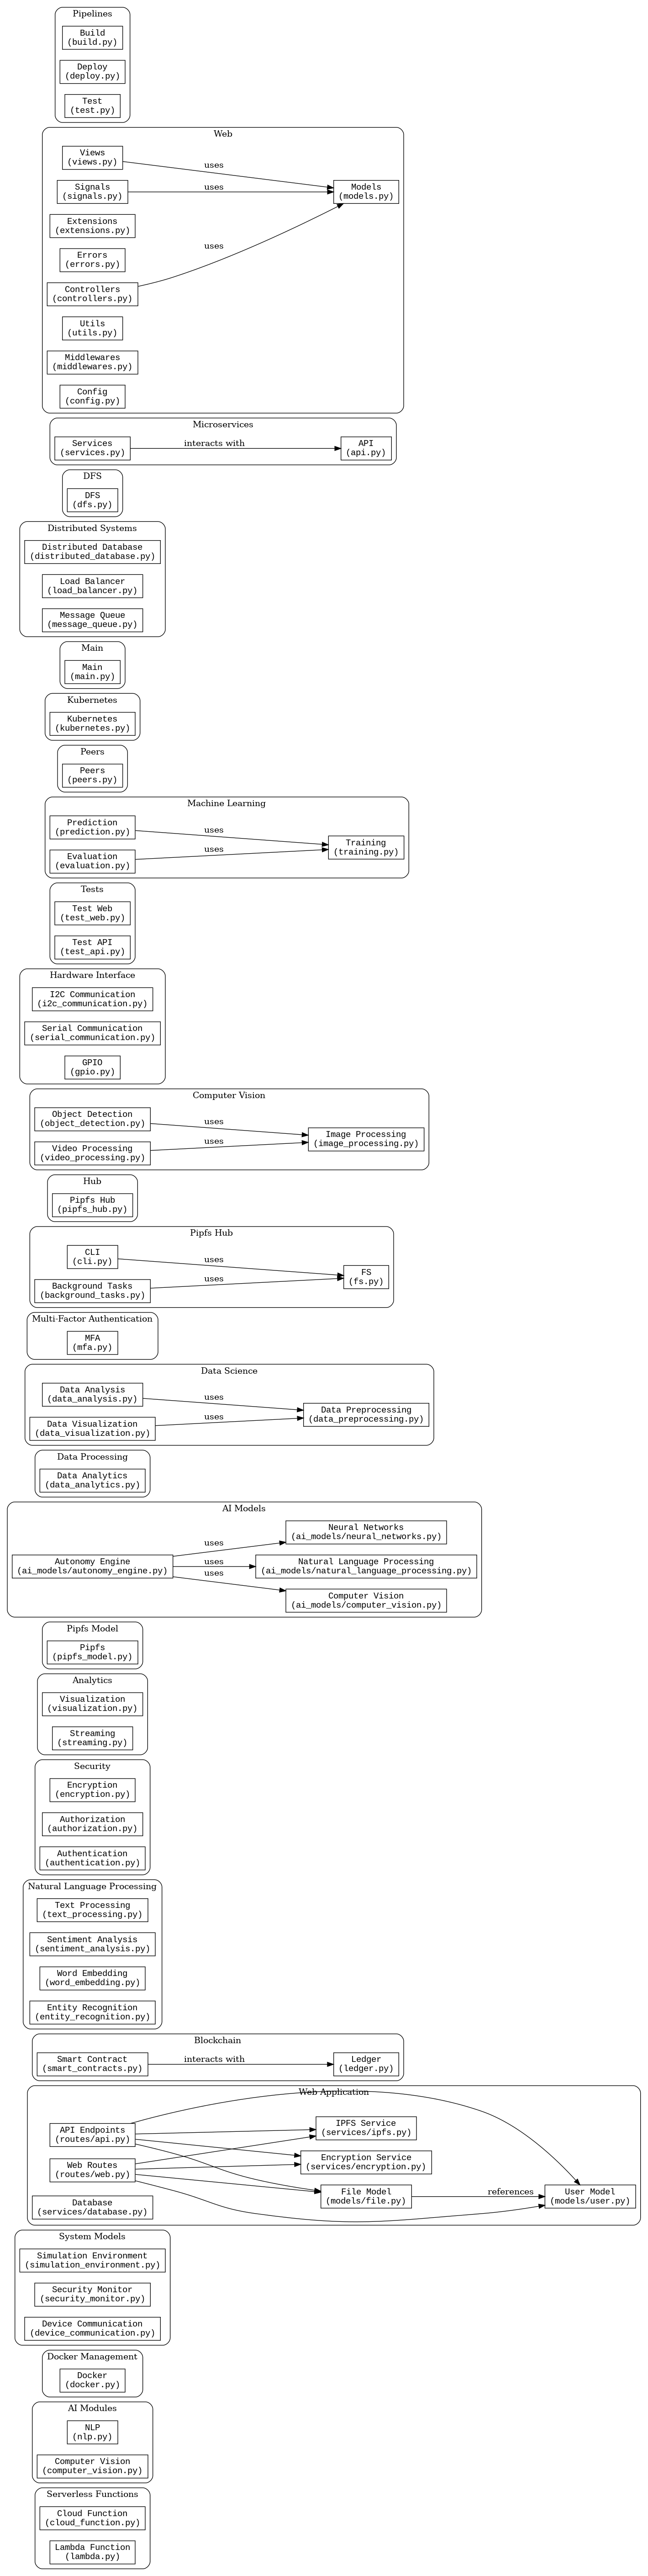 Pipelines
Build
(build.py)
Deploy
(deploy.py)
Test
(test.py)
Web
Views
(views.py)
uses
Models
(models.py)
Signals
(signals.py)
uses
Extensions
(extensions.py)
Errors
(errors.py)
uses
Controllers
(controllers.py)
Utils
(utils.py)
Middlewares
(middlewares.py)
Config
(config.py)
Microservices
Services
(services.py)
interacts with
API
(api.py)
DFS
DFS
(dfs.py)
Distributed Systems
Distributed Database
(distributed_database.py)
Load Balancer
(load_balancer.py)
Message Queue
(message_queue.py)
Main
Main
(main.py)
Kubernetes
Kubernetes
(kubernetes.py)
Peers
Peers
(peers.py)
Machine Learning
Prediction
(prediction.py)
uses
Training
(training.py)
Evaluation
(evaluation.py)
uses
Tests
Test Web
(test_web.py)
Test API
(test_api.py)
Hardware Interface
I2C Communication
(i2c_communication.py)
Serial Communication
(serial_communication.py)
GPIO
(gpio.py)
Computer Vision
Object Detection
(object_detection.py)
uses
Image Processing
(image_processing.py)
Video Processing
(video_processing.py)
uses
Hub
Pipfs Hub
(pipfs_hub.py)
Pipfs Hub
CLI
(cli.py)
uses
FS
(fs.py)
Background Tasks
(background_tasks.py)
uses
Multi-Factor Authentication
MFA
(mfa.py)
Data Science
Data Analysis
(data_analysis.py)
uses
Data Preprocessing
(data_preprocessing.py)
Data Visualization
(data_visualization.py)
uses
Data Processing
Data Analytics
(data_analytics.py)
AI Models
Neural Networks
(ai_models/neural_networks.py)
uses
Autonomy Engine
(ai_models/autonomy_engine.py)
uses
Natural Language Processing
(ai_models/natural_language_processing.py)
uses
Computer Vision
(ai_models/computer_vision.py)
Pipfs Model
Pipfs
(pipfs_model.py)
Analytics
Visualization
(visualization.py)
Streaming
(streaming.py)
Security
Encryption
(encryption.py)
Authorization
(authorization.py)
Authentication
(authentication.py)
Natural Language Processing
Text Processing
(text_processing.py)
Sentiment Analysis
(sentiment_analysis.py)
Word Embedding
(word_embedding.py)
Entity Recognition
(entity_recognition.py)
Blockchain
Smart Contract
(smart_contracts.py)
interacts with
Ledger
(ledger.py)
Web Application
API Endpoints
(routes/api.py)
IPFS Service
(services/ipfs.py)
Web Routes
(routes/web.py)
Encryption Service
(services/encryption.py)
Database
(services/database.py)
File Model
(models/file.py)
references
User Model
(models/user.py)
System Models
Simulation Environment
(simulation_environment.py)
Security Monitor
(security_monitor.py)
Device Communication
(device_communication.py)
Docker Management
Docker
(docker.py)
AI Modules
NLP
(nlp.py)
Computer Vision
(computer_vision.py)
Serverless Functions
Cloud Function
(cloud_function.py)
Lambda Function
(lambda.py)